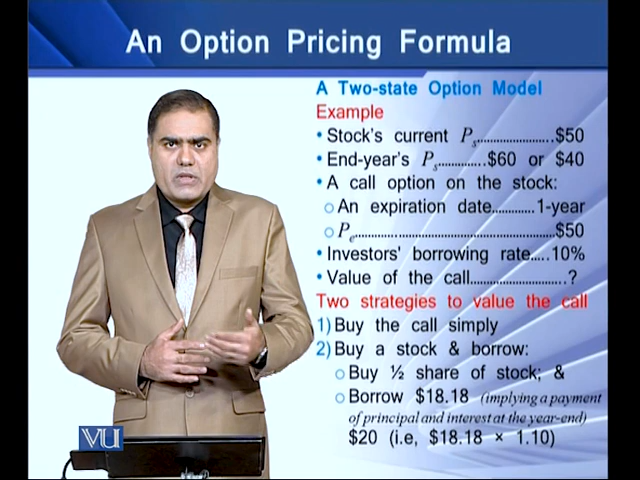 An Option Pricing Formula
A Two-state Option Model
Example
• Stock's current Ps........................$50
• End-year's Ps..............$60 or $40
• A call option on the stock:
○ An expiration date............1-year
○ Pe......................................................$50
• Investors' borrowing rate.....10%
• Value of the call..........................?
Two strategies to value the call
1) Buy the call simply
2) Buy a stock & borrow:
○ Buy ½ share of stock; &
○ Borrow $18.18 (implying a payment
of principal and interest at the year-end)
$20 (i.e, $18.18 × 1.10)
VU